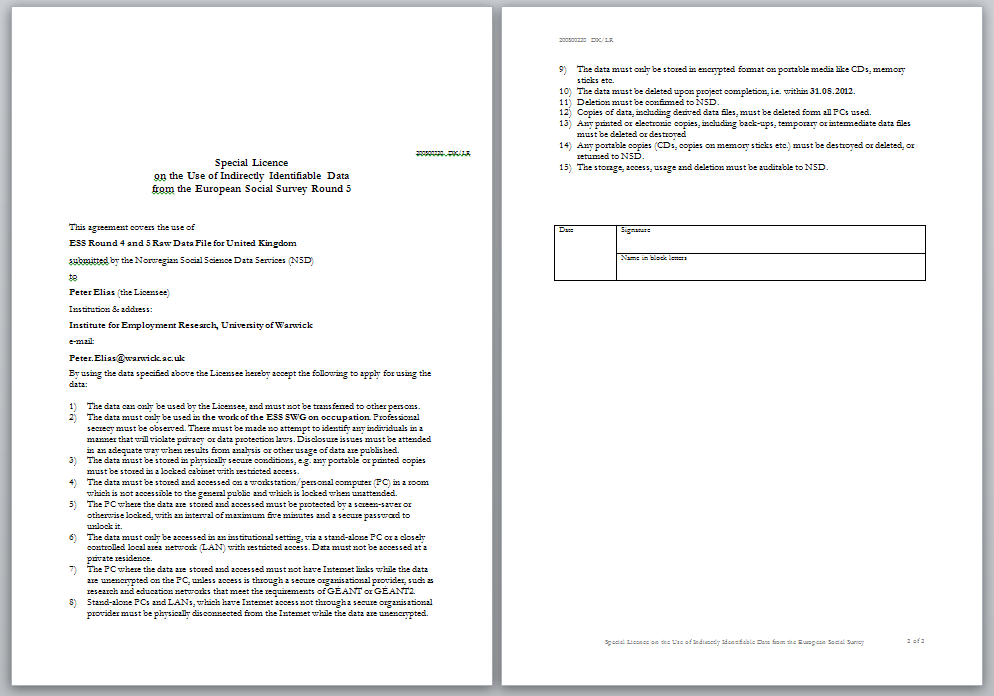 200500220 DK/LR
Special Licence
on the Use of Indirectly Identifiable Data
from the European Social Survey Round 5
This agreement covers the use of
ESS Round 4 and 5 Raw Data File for United Kingdom
submitted by the Norwegian Social Science Data Services (NSD)
to
Peter Elias (the Licensee)
Institution & address:
Institute for Employment Research, University of Warwick
e-mail:
Peter.Elias@warwick.ac.uk
By using the data specified above the Licensee hereby accept the following to apply for using the
data:
1) The data can only be used by the Licensee, and must not be transferred to other persons.
2) The data must only be used in the work of the ESS SWG on occupation. Professional
secrecy must be observed. There must be made no attempt to identify any individuals in a
manner that will violate privacy or data protection laws. Disclosure issues must be attended
in an adequate way when results from analysis or other usage of data are published.
3) The data must be stored in physically secure conditions, e.g. any portable or printed copies
must be stored in a locked cabinet with restricted access.
4) The data must be stored and accessed on a workstation/personal computer (PC) in a room
which is not accessible to the general public and which is locked when unattended.
5) The PC where the data are stored and accessed must be protected by a screen-saver or
otherwise locked, with an interval of maximum five minutes and a secure password to
unlock it.
6) The data must only be accessed in an institutional setting, via a stand-alone PC or a closely
controlled local area network (LAN) with restricted access. Data must not be accessed at a
private residence.
7) The PC where the data are stored and accessed must not have Internet links while the data
are unencrypted on the PC, unless access is through a secure organisational provider, such as
research and education networks that meet the requirements of GÉANT or GÉANT2.
8) Stand-alone PCs and LANs, which have Internet access not through a secure organisational
provider must be physically disconnected from the Internet while the data are unencrypted.
200500220 DK/LR
9) The data must only be stored in encrypted format on portable media like CDs, memory
sticks etc.
10) The data must be deleted upon project completion, i.e. within 31.08.2012.
11) Deletion must be confirmed to NSD.
12) Copies of data, including derived data files, must be deleted form all PCs used.
13) Any printed or electronic copies, including back-ups, temporary or intermediate data files
must be deleted or destroyed
14) Any portable copies (CDs, copies on memory sticks etc.) must be destroyed or deleted, or
returned to NSD.
15) The storage, access, usage and deletion must be auditable to NSD.
Date
Signature
Name in block letters
Special Licence on the Use of Indirectly Identifiable Data from the European Social Survey
2 of 2